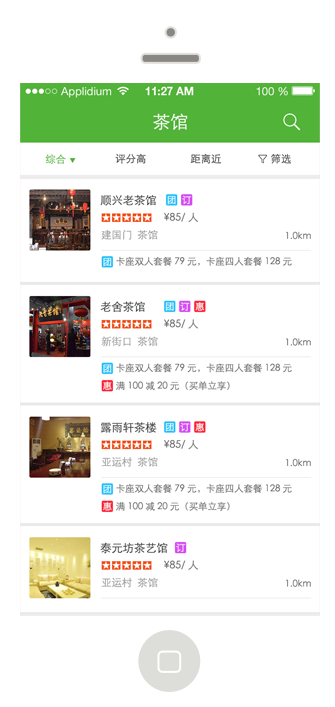 Applidium 11:27 AM 100 %
茶馆
综合 评分高 距离近 筛选
顺兴老茶馆 团 订
¥85/ 人
建国门 茶馆 1.0km
团 卡座双人套餐 79 元，卡座四人套餐 128 元
老舍茶馆 团 订 惠
¥85/ 人
新街口 茶馆 1.0km
团 卡座双人套餐 79 元，卡座四人套餐 128 元
惠 满 100 减 20 元（买单立享）
露雨轩茶楼 团 订 惠
¥85/ 人
亚运村 茶馆 1.0km
团 卡座双人套餐 79 元，卡座四人套餐 128 元
惠 满 100 减 20 元（买单立享）
泰元坊茶艺馆 订
¥85/ 人
亚运村 茶馆 1.0km